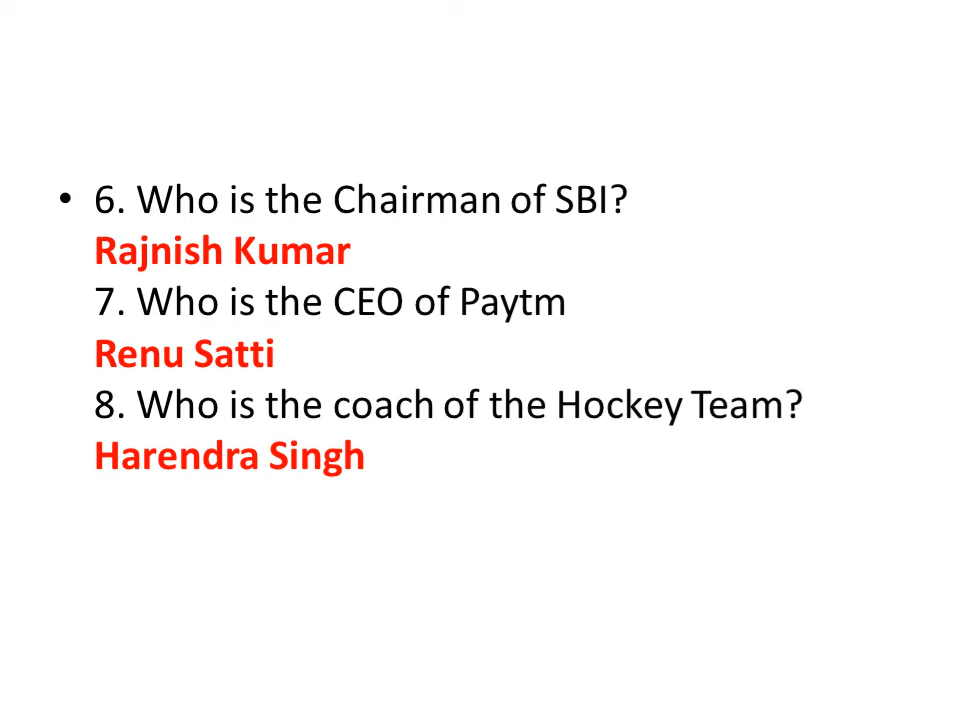 • 6. Who is the Chairman of SBI?
Rajnish Kumar
7. Who is the CEO of Paytm
Renu Satti
8. Who is the coach of the Hockey Team?
Harendra Singh